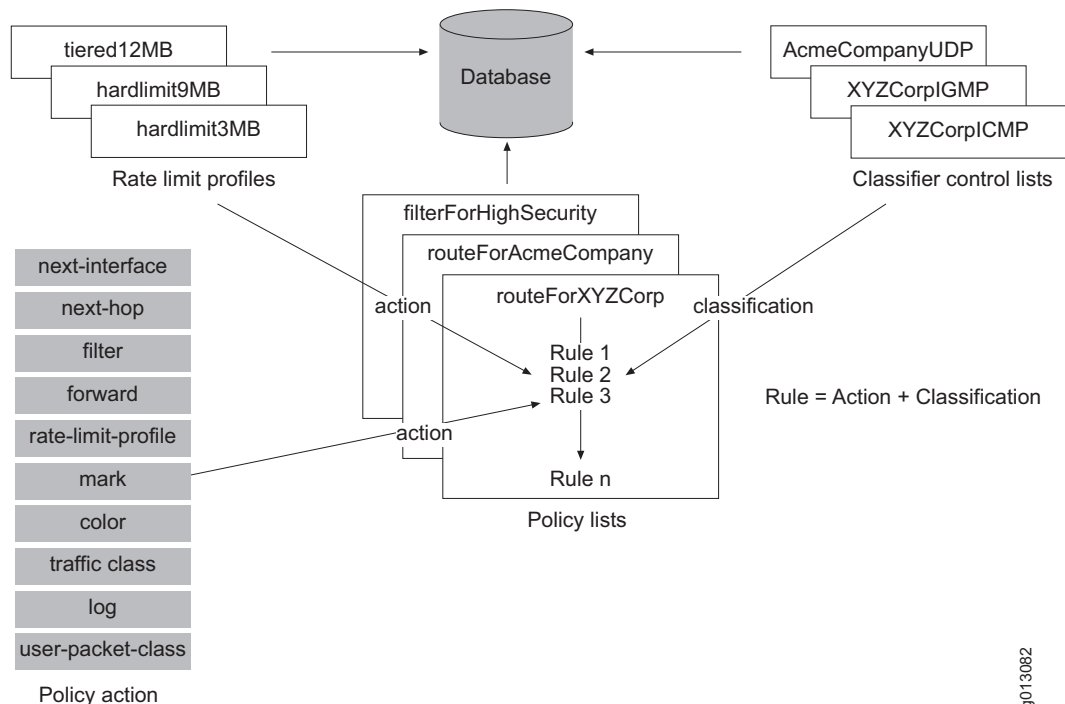 tiered12MB
hardlimit9MB
hardlimit3MB
Rate limit profiles
Database
AcmeCompanyUDP
XYZCorpIGMP
XYZCorpICMP
Classifier control lists
filterForHighSecurity
routeForAcmeCompany
routeForXYZCorp
action
classification
Rule 1
Rule 2
Rule 3
action
Rule n
Policy lists
Rule = Action + Classification
next-interface
next-hop
filter
forward
rate-limit-profile
mark
color
traffic class
log
user-packet-class
Policy action
g013082